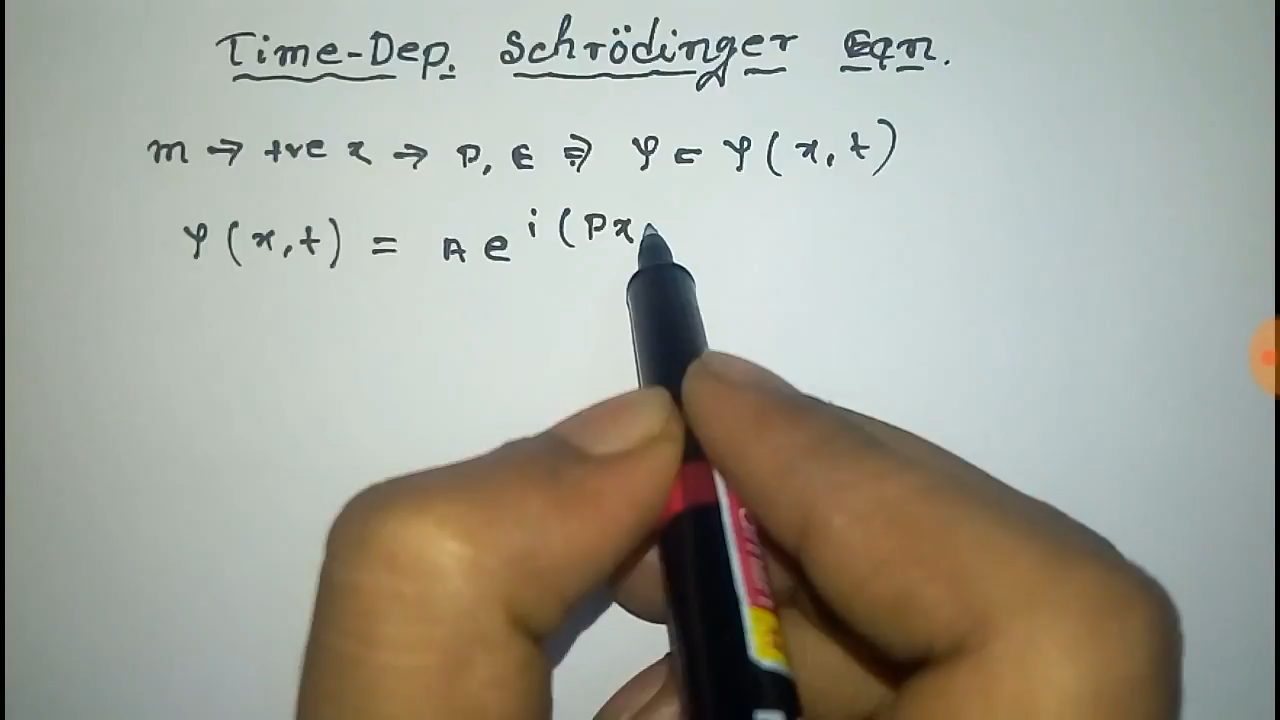 Time-Dep. Schrödinger Eqn.
m → +ve x → P, E ⇒ Ψ = Ψ(x,t)
Ψ(x,t) = A e^i(Px